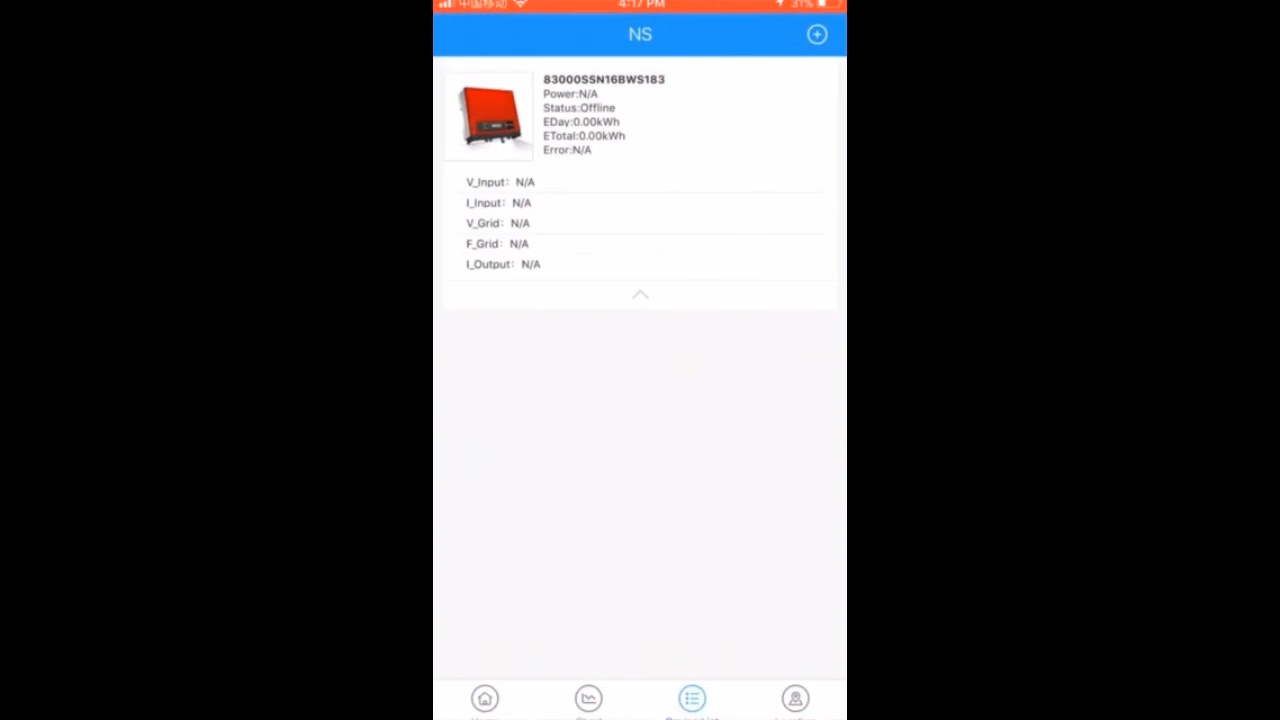 中国移动 4:17 PM 31%
NS
83000SSN16BWS183
Power:N/A
Status:Offline
EDay:0.00kWh
ETotal:0.00kWh
Error:N/A
V_Input: N/A
I_Input: N/A
V_Grid: N/A
F_Grid: N/A
I_Output: N/A